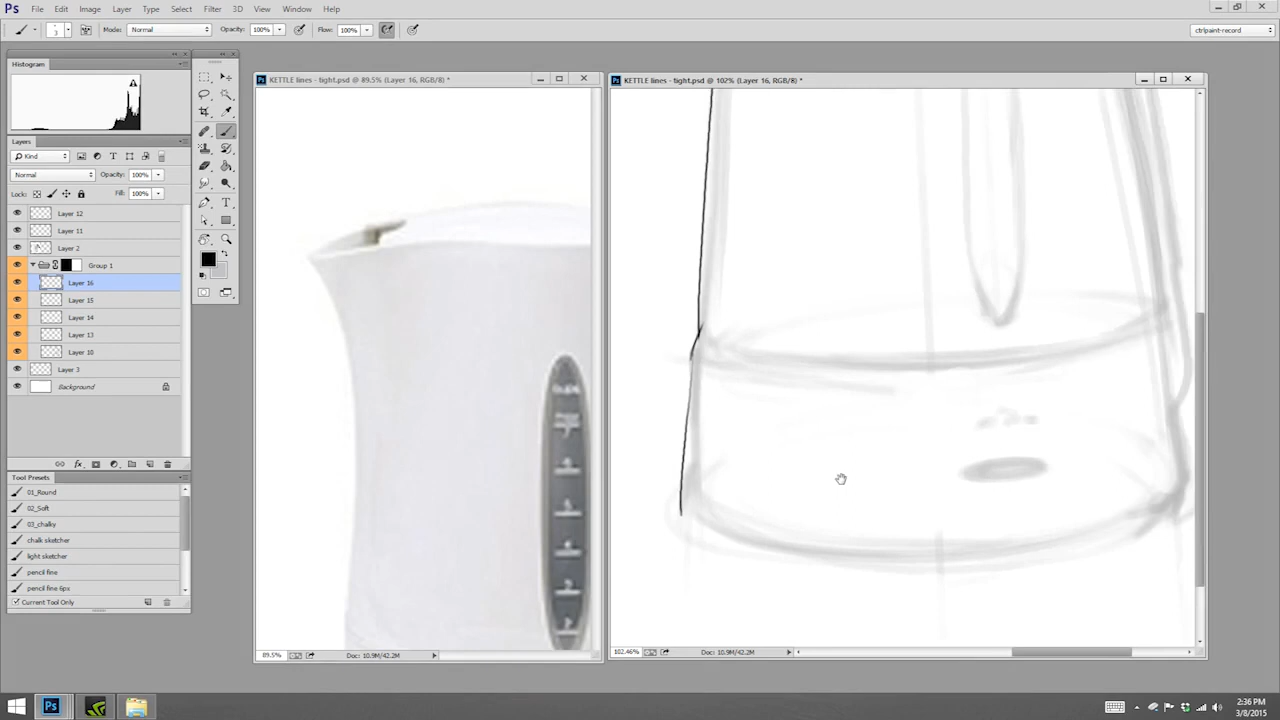 Ps File Edit Image Layer Type Select Filter 3D View Window Help
3 Mode: Normal Opacity: 100% Flow: 100% ctrlpaint-record
Histogram
Layers
Kind
Normal Opacity: 100%
Lock: Fill: 100%
Layer 12
Layer 11
Layer 2
Group 1
Layer 16
Layer 15
Layer 14
Layer 13
Layer 10
Layer 3
Background
Tool Presets
01_Round
02_Soft
03_chalky
chalk sketcher
light sketcher
pencil fine
pencil fine 6px
Current Tool Only
KETTLE lines - tight.psd @ 89.5% (Layer 16, RGB/8) *
89.5% Doc: 10.9M/42.2M
KETTLE lines - tight.psd @ 102% (Layer 16, RGB/8) *
102.46% Doc: 10.9M/42.2M
Ps
2:36 PM
3/8/2015